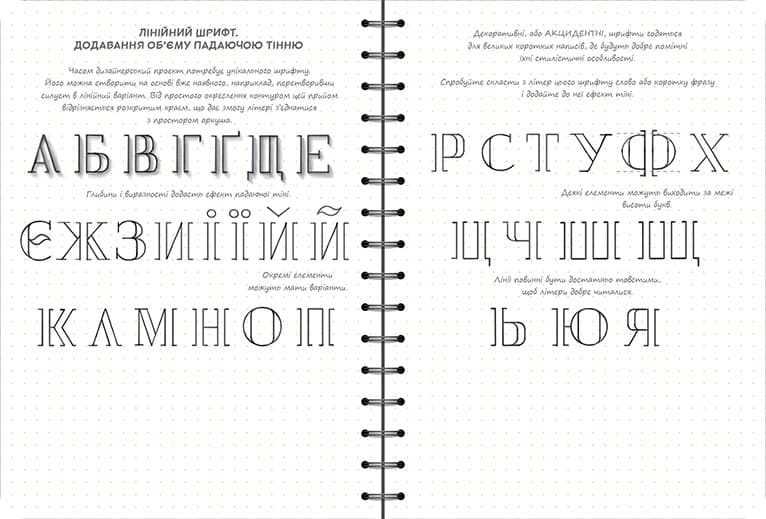 ЛІНІЙНИЙ ШРИФТ.
ДОДАВАННЯ ОБ'ЄМУ ПАДАЮЧОЮ ТІННЮ
Часом дизайнерський проєкт потребує унікального шрифту.
Його можна створити на основі вже наявного, наприклад, перетворивши
силует в лінійний варіант. Від простого окреслення контуром цей прийом
відрізняється розкритим краєм, що дає змогу літері з'єднатися
з простором аркуша.
А Б В Г Ґ Д Е
Глибини і виразності додасть ефект падаючої тіні.
Є Ж З И І Ї Й Й
Окремі елементи
можуть мати варіанти.
К Л М Н О П
Декоративні, або АКЦИДЕНТНІ, шрифти годяться
для великих коротких написів, де будуть добре помітні
їхні стилістичні особливості.
Спробуйте скласти з літер цього шрифту слово або коротку фразу
і додайте до неї ефект тіні.
Р С Т У Ф Х
Деякі елементи можуть виходити за межі
висоти букв.
Ц Ч Ш Щ
Лінії повинні бути достатньо товстими,
щоб літери добре читалися.
Ь Ю Я